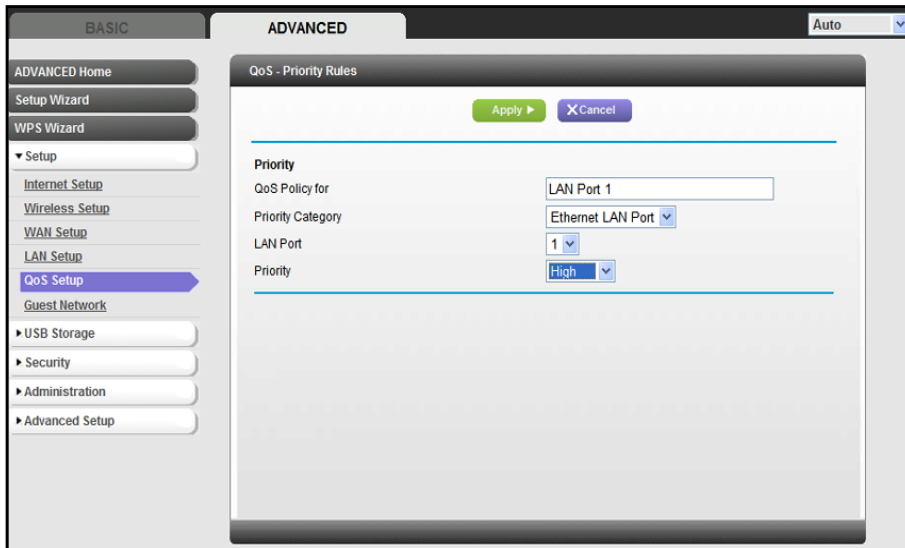 BASIC
ADVANCED
Auto
ADVANCED Home
Setup Wizard
WPS Wizard
Setup
Internet Setup
Wireless Setup
WAN Setup
LAN Setup
QoS Setup
Guest Network
USB Storage
Security
Administration
Advanced Setup
QoS - Priority Rules
Apply
Cancel
Priority
QoS Policy for LAN Port 1
Priority Category Ethernet LAN Port
LAN Port 1
Priority High